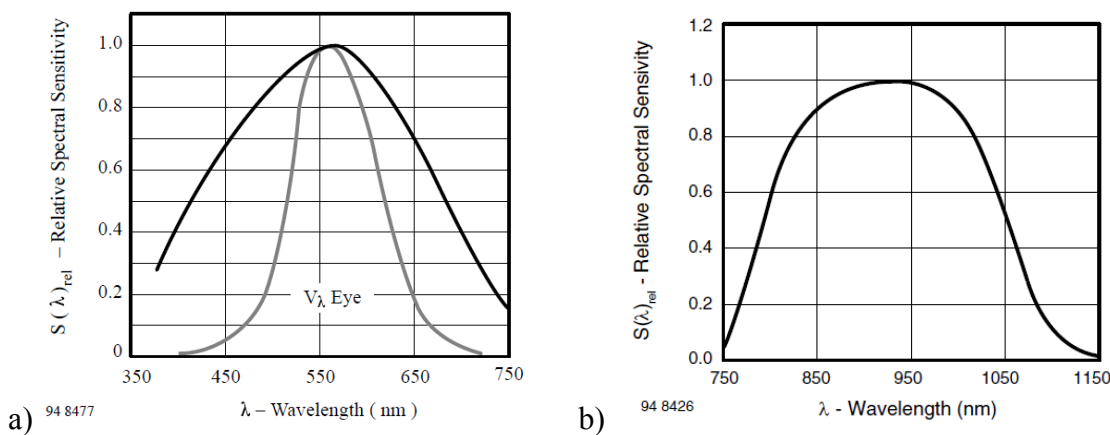 S ( λ )rel – Relative Spectral Sensitivity
1.0
0.8
0.6
0.4
0.2
0
Vλ Eye
350 450 550 650 750
λ – Wavelength ( nm )
a) 94 8477
S(λ)rel - Relative Spectral Sensivity
1.2
1.0
0.8
0.6
0.4
0.2
0.0
750 850 950 1050 1150
λ - Wavelength (nm)
b) 94 8426